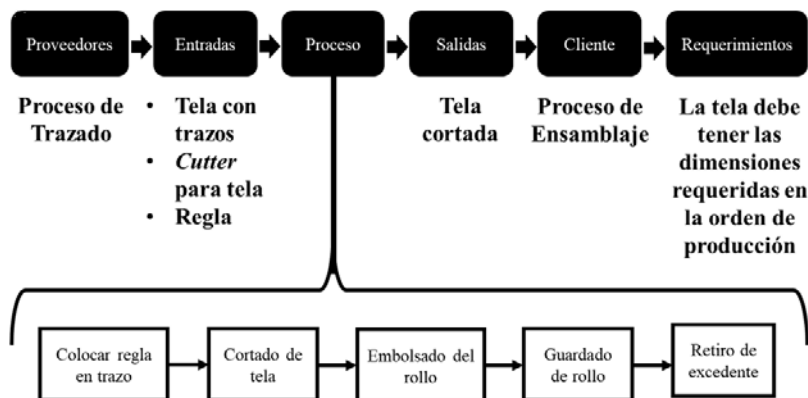 Proveedores
Entradas
Proceso
Salidas
Cliente
Requerimientos
Proceso de
Trazado
• Tela con
trazos
• Cutter
para tela
• Regla
Tela
cortada
Proceso de
Ensamblaje
La tela debe
tener las
dimensiones
requeridas en
la orden de
producción
Colocar regla
en trazo
Cortado de
tela
Embolsado del
rollo
Guardado
de rollo
Retiro de
excedente